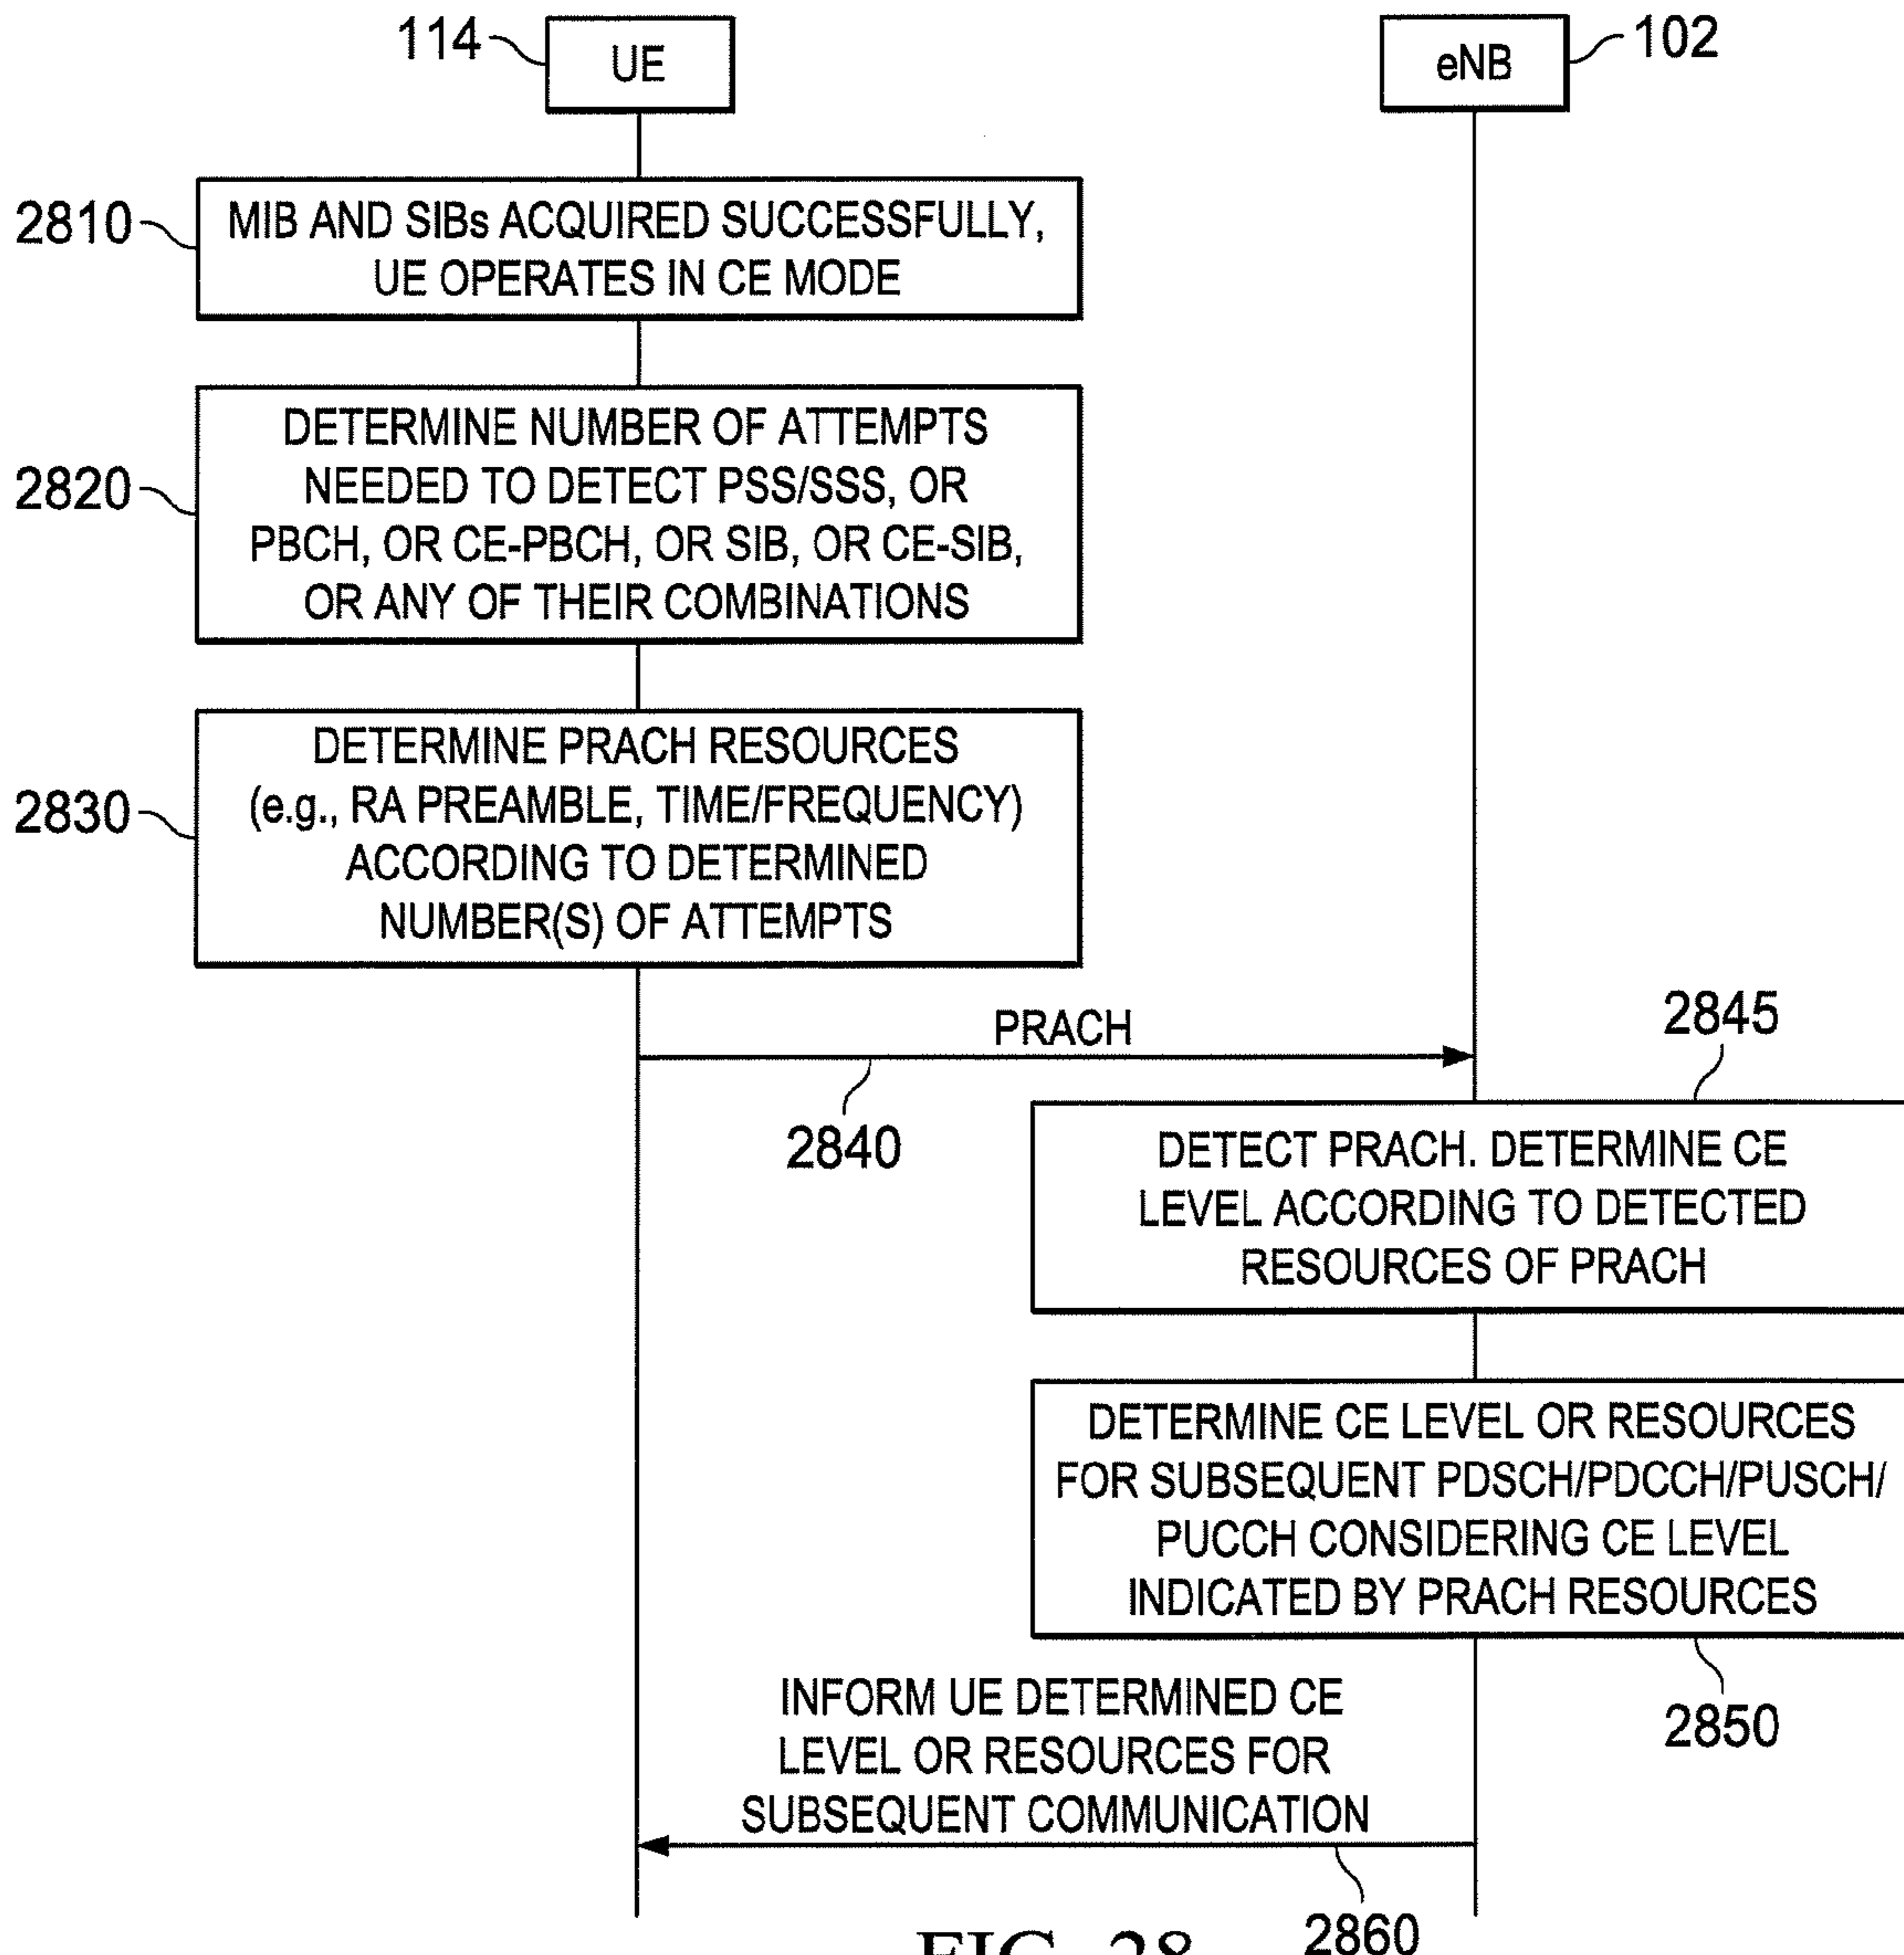 114
UE
eNB
102
2810
MIB AND SIBs ACQUIRED SUCCESSFULLY,
UE OPERATES IN CE MODE
2820
DETERMINE NUMBER OF ATTEMPTS
NEEDED TO DETECT PSS/SSS, OR
PBCH, OR CE-PBCH, OR SIB, OR CE-SIB,
OR ANY OF THEIR COMBINATIONS
2830
DETERMINE PRACH RESOURCES
(e.g., RA PREAMBLE, TIME/FREQUENCY)
ACCORDING TO DETERMINED
NUMBER(S) OF ATTEMPTS
PRACH
2840
2845
DETECT PRACH. DETERMINE CE
LEVEL ACCORDING TO DETECTED
RESOURCES OF PRACH
DETERMINE CE LEVEL OR RESOURCES
FOR SUBSEQUENT PDSCH/PDCCH/PUSCH/
PUCCH CONSIDERING CE LEVEL
INDICATED BY PRACH RESOURCES
2850
INFORM UE DETERMINED CE
LEVEL OR RESOURCES FOR
SUBSEQUENT COMMUNICATION
2860
FIG. 28